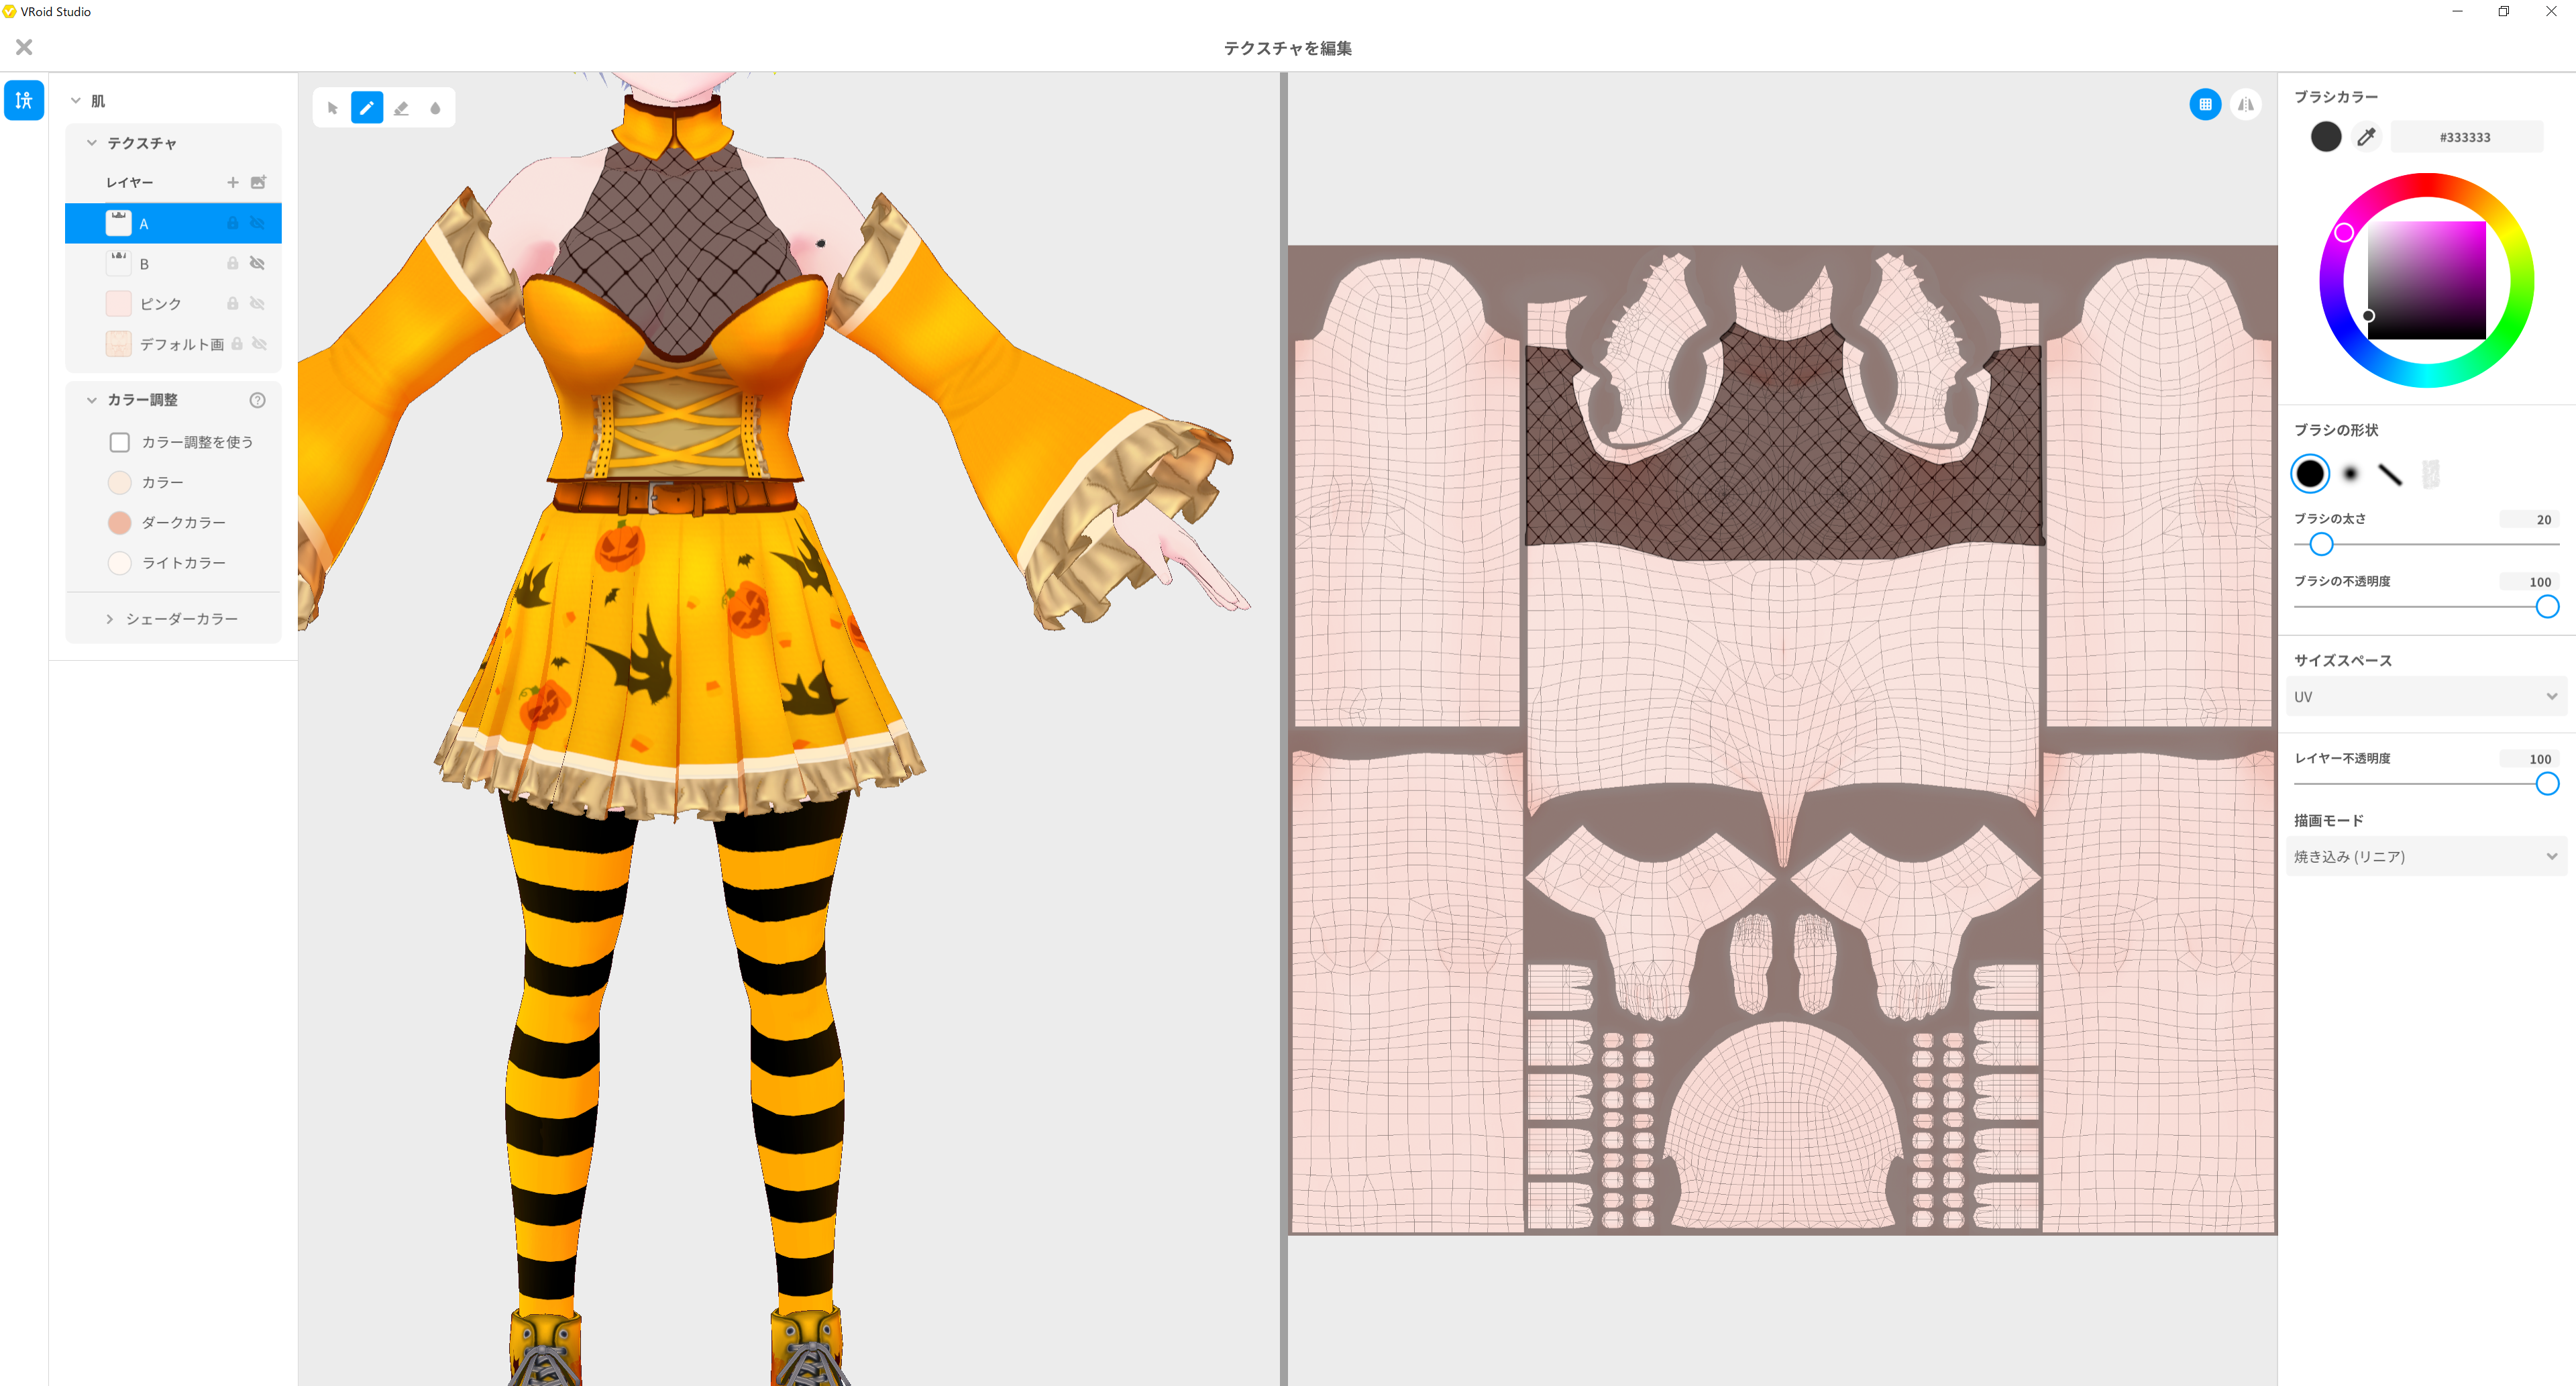 VRoid Studio
テクスチャを編集
肌
テクスチャ
レイヤー
A
B
ピンク
デフォルト画
カラー調整
カラー調整を使う
カラー
ダークカラー
ライトカラー
シェーダーカラー
ブラシカラー
#333333
ブラシの形状
ブラシの太さ 20
ブラシの不透明度 100
サイズスペース
UV
レイヤー不透明度 100
描画モード
焼き込み (リニア)